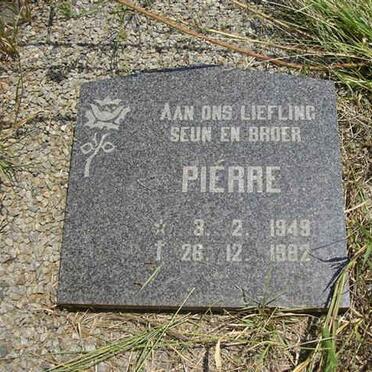 AAN ONS LIEFLING
SEUN EN BROER
PIÉRRE
☆ 3. 2. 1949
† 26. 12. 1982